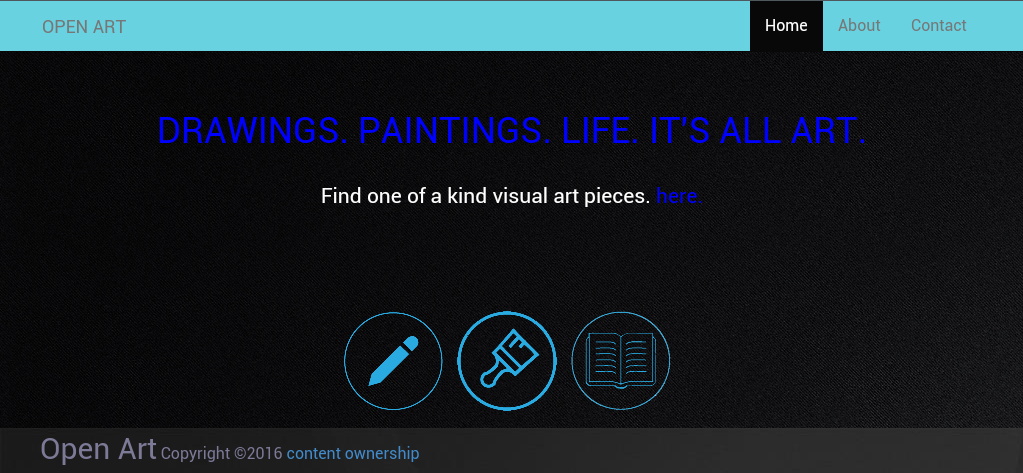 OPEN ART
Home About Contact
DRAWINGS. PAINTINGS. LIFE. IT'S ALL ART.
Find one of a kind visual art pieces. here.
Open Art Copyright ©2016 content ownership